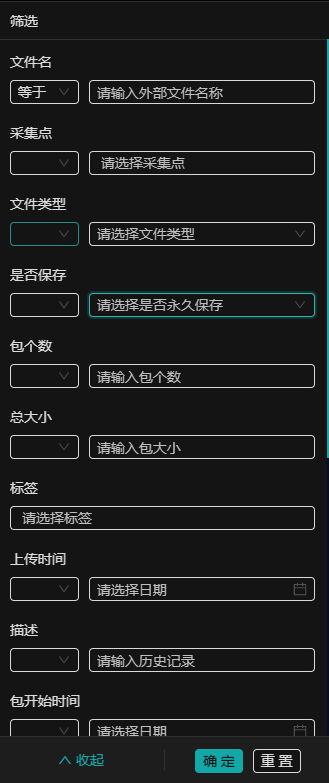 筛选
文件名
等于 请输入外部文件名称
采集点
请选择采集点
文件类型
请选择文件类型
是否保存
请选择是否永久保存
包个数
请输入包个数
总大小
请输入包大小
标签
请选择标签
上传时间
请选择日期
描述
请输入历史记录
包开始时间
请选择日期
收起 确定 重置